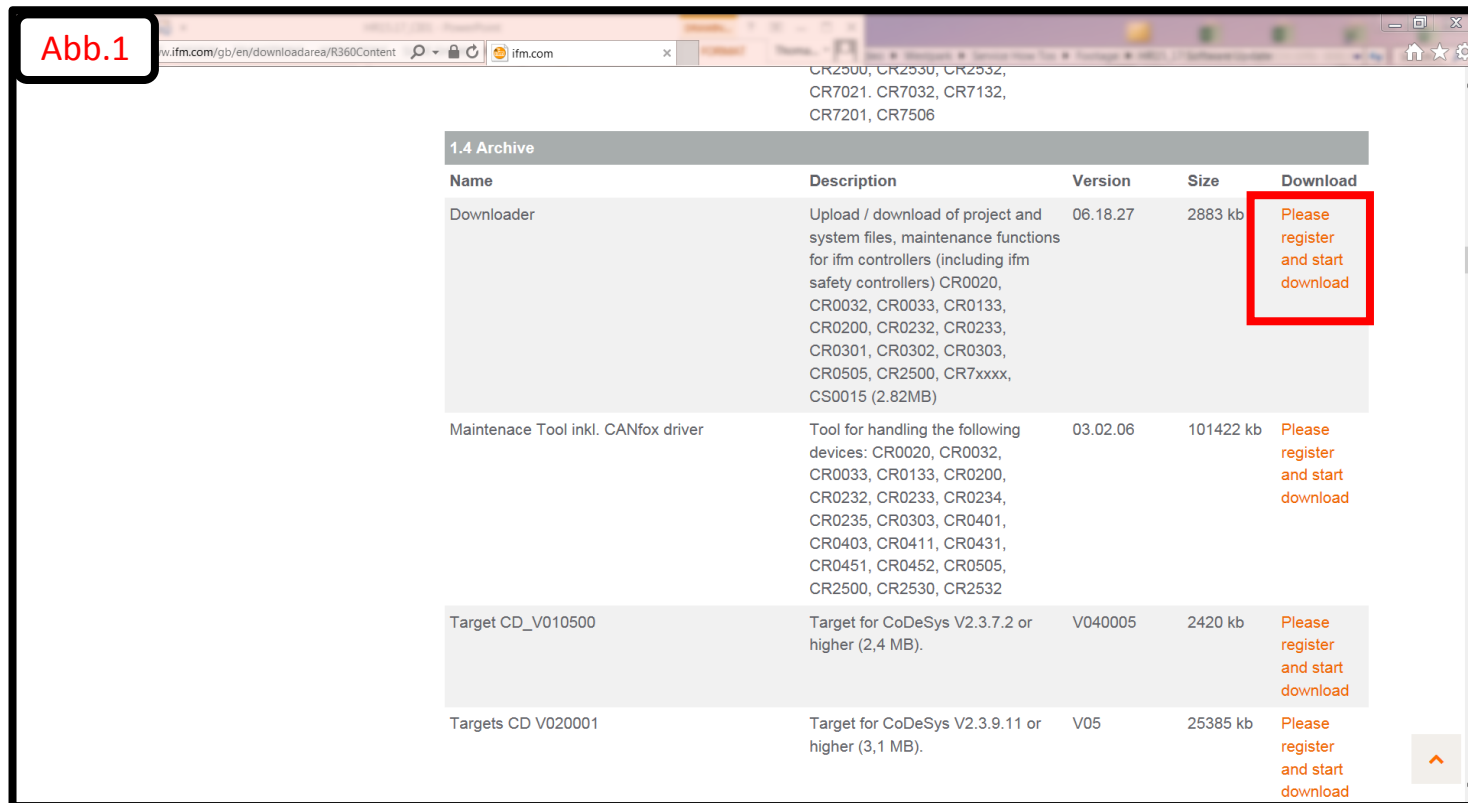 Abb.1
w.ifm.com/gb/en/downloadarea/R360Content
ifm.com
CR2500, CR2530, CR2532,
CR7021. CR7032, CR7132,
CR7201, CR7506
1.4 Archive
Name Description Version Size Download
Downloader Upload / download of project and 06.18.27 2883 kb Please
system files, maintenance functions register
for ifm controllers (including ifm and start
safety controllers) CR0020, download
CR0032, CR0033, CR0133,
CR0200, CR0232, CR0233,
CR0301, CR0302, CR0303,
CR0505, CR2500, CR7xxxx,
CS0015 (2.82MB)
Maintenace Tool inkl. CANfox driver Tool for handling the following 03.02.06 101422 kb Please
devices: CR0020, CR0032, register
CR0033, CR0133, CR0200, and start
CR0232, CR0233, CR0234, download
CR0235, CR0303, CR0401,
CR0403, CR0411, CR0431,
CR0451, CR0452, CR0505,
CR2500, CR2530, CR2532
Target CD_V010500 Target for CoDeSys V2.3.7.2 or V040005 2420 kb Please
higher (2,4 MB). register
and start
download
Targets CD V020001 Target for CoDeSys V2.3.9.11 or V05 25385 kb Please
higher (3,1 MB). register
and start
download